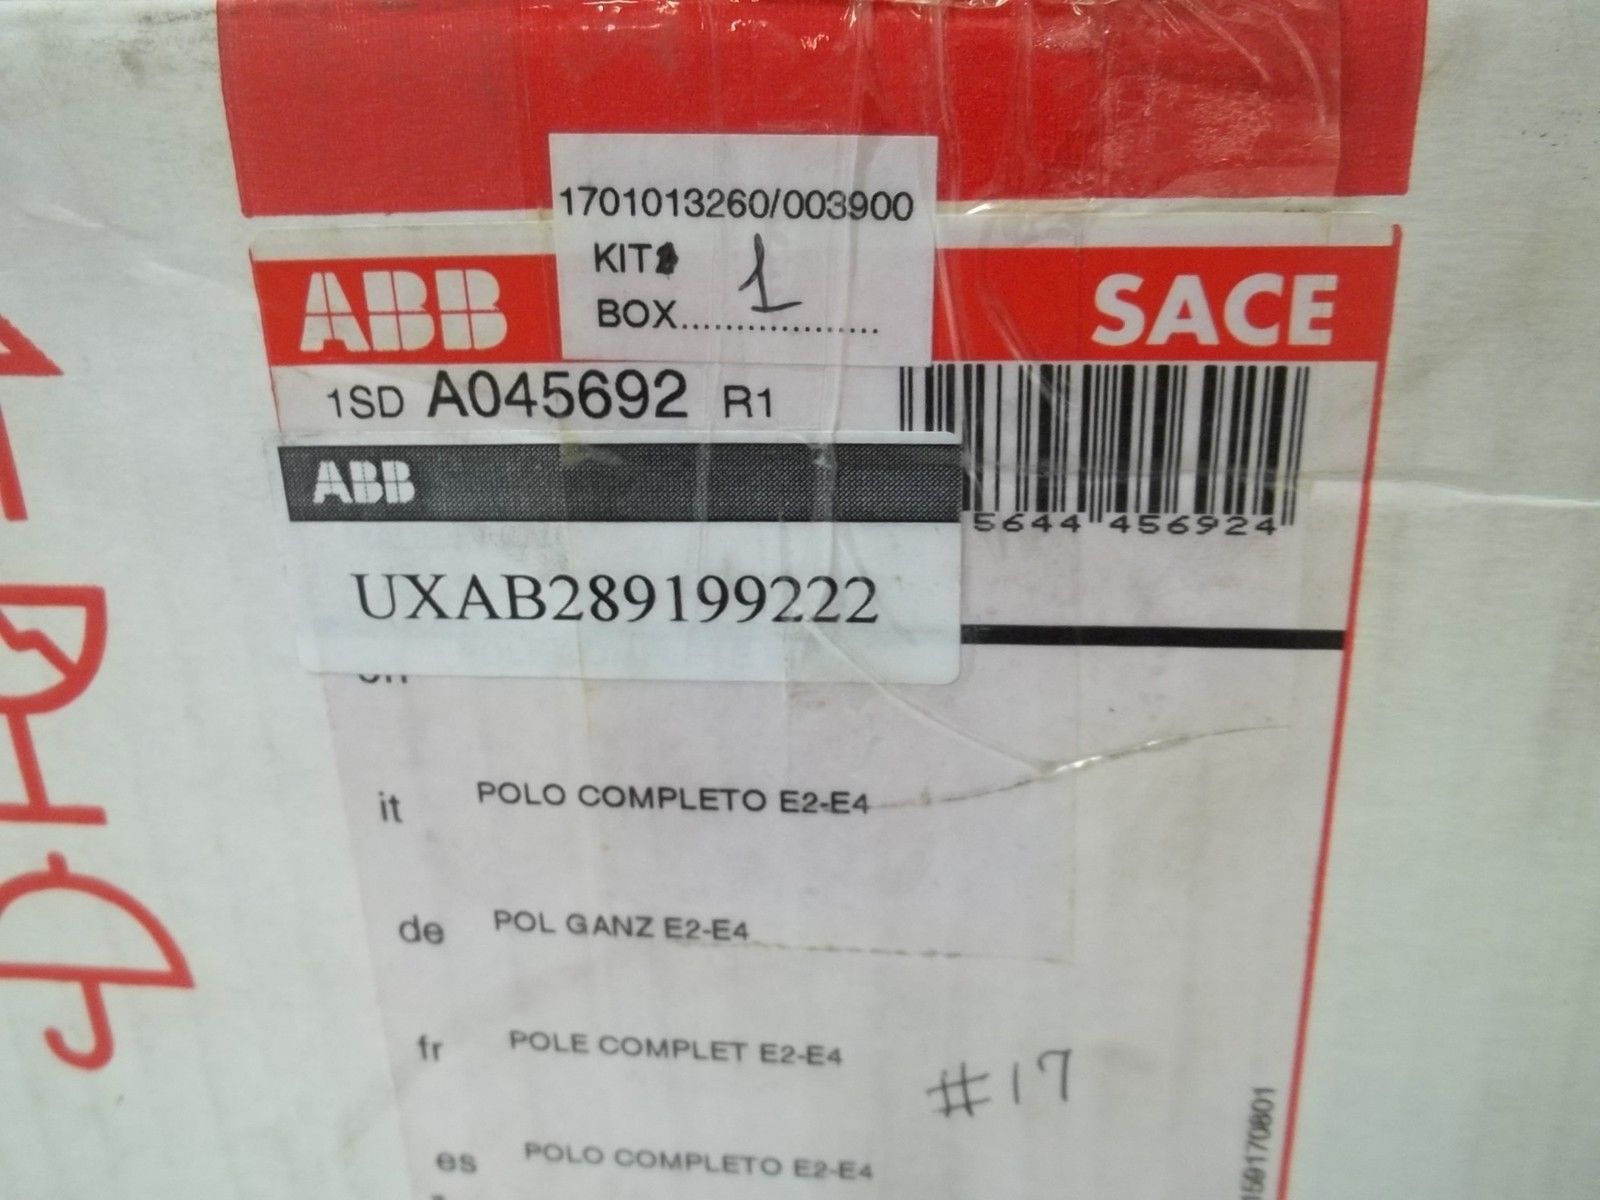 1701013260/003900
KIT 1
BOX..................
ABB SACE
1SD A045692 R1
ABB
5644 456924
UXAB289199222
it POLO COMPLETO E2-E4
de POL GANZ E2-E4
fr POLE COMPLET E2-E4
#17
es POLO COMPLETO E2-E4